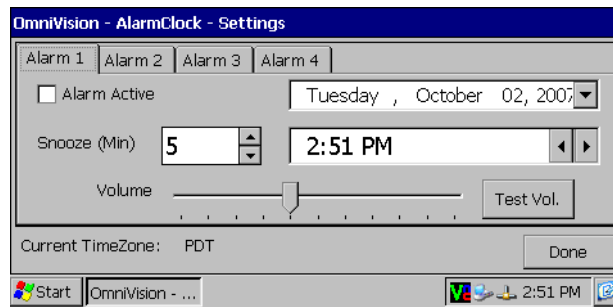 OmniVision - AlarmClock - Settings
Alarm 1 Alarm 2 Alarm 3 Alarm 4
Alarm Active Tuesday , October 02, 2007
Snooze (Min) 5 2:51 PM
Volume Test Vol.
Current TimeZone: PDT Done
Start OmniVision - ... 2:51 PM